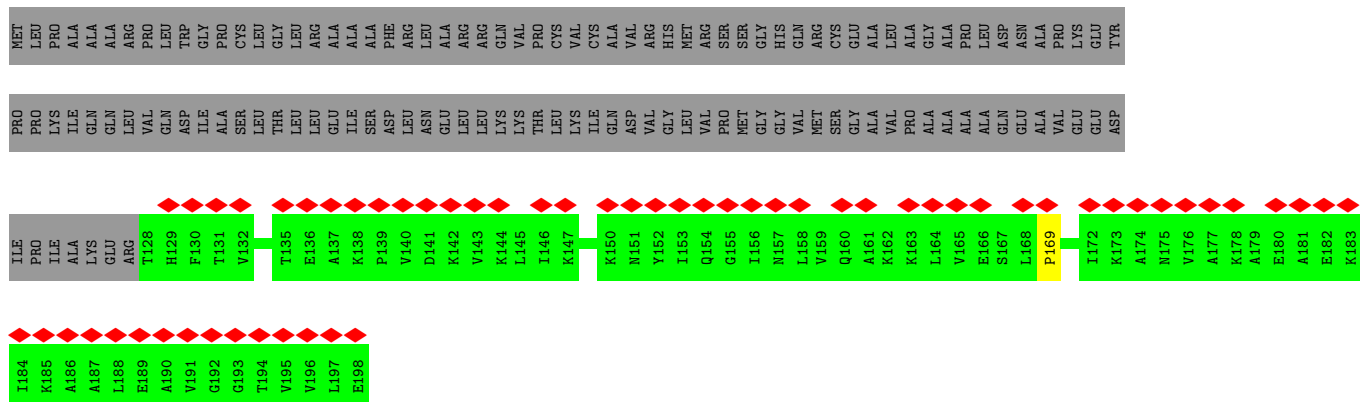 MET LEU PRO ALA ALA ALA ARG PRO LEU TRP GLY PRO CYS LEU GLY LEU ARG ALA ALA ALA PHE ARG LEU ALA ARG ARG GLN VAL PRO CYS VAL CYS ALA VAL ARG HIS MET ARG SER SER GLY HIS GLN ARG CYS GLU ALA LEU ALA GLY ALA PRO LEU ASP ASN ALA PRO LYS GLU TYR
PRO PRO LYS ILE GLN GLN LEU VAL GLN ASP ILE ALA SER LEU THR LEU LEU GLU ILE SER ASP LEU ASN GLU LEU LEU LYS LYS THR LEU LYS ILE GLN ASP VAL GLY LEU VAL PRO MET GLY GLY VAL MET SER GLY ALA VAL PRO ALA ALA ALA ALA GLN GLU ALA VAL GLU GLU ASP
ILE PRO ILE ALA LYS GLU ARG T128 H129 F130 T131 V132 T135 E136 A137 K138 P139 V140 D141 K142 V143 K144 L145 I146 K147 K150 N151 Y152 I153 Q154 G155 I156 N157 L158 V159 Q160 A161 K162 K163 L164 V165 E166 S167 L168 P169 I172 K173 A174 N175 V176 A177 K178 A179 E180 A181 E182 K183
I184 K185 A186 A187 L188 E189 A190 V191 G192 G193 T194 V195 V196 L197 E198